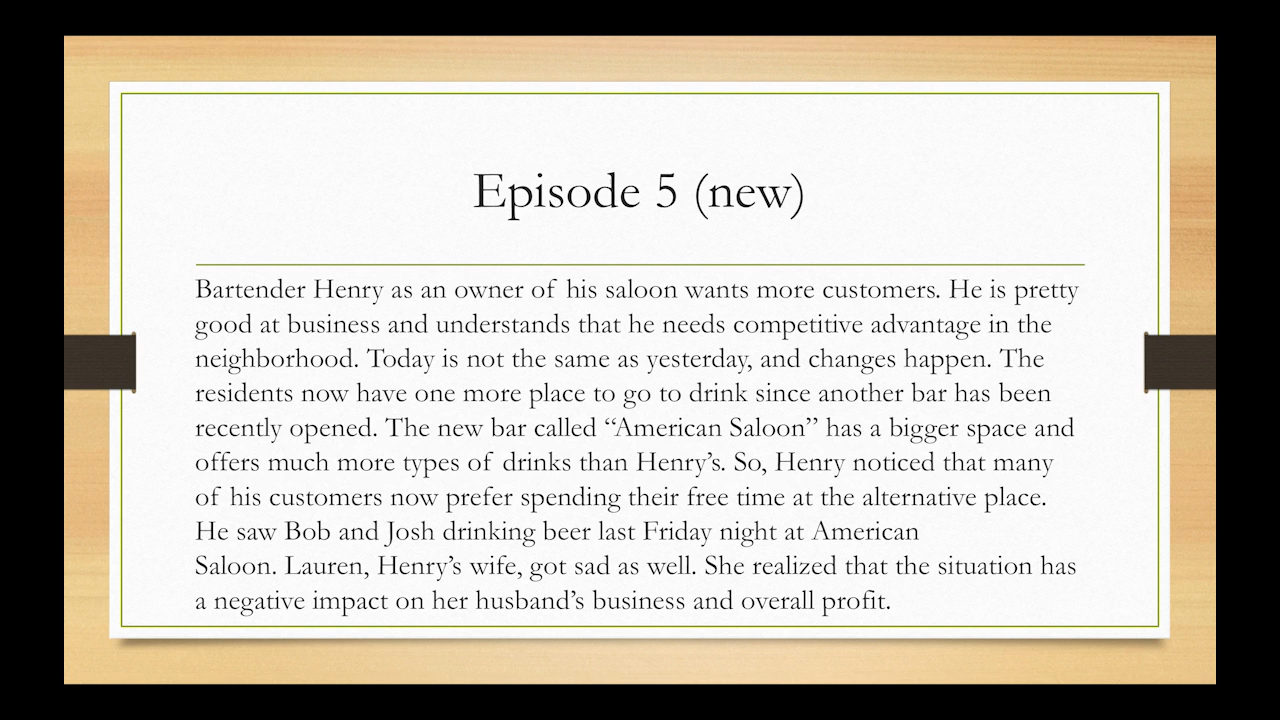 Episode 5 (new)
Bartender Henry as an owner of his saloon wants more customers. He is pretty
good at business and understands that he needs competitive advantage in the
neighborhood. Today is not the same as yesterday, and changes happen. The
residents now have one more place to go to drink since another bar has been
recently opened. The new bar called “American Saloon” has a bigger space and
offers much more types of drinks than Henry’s. So, Henry noticed that many
of his customers now prefer spending their free time at the alternative place.
He saw Bob and Josh drinking beer last Friday night at American
Saloon. Lauren, Henry’s wife, got sad as well. She realized that the situation has
a negative impact on her husband’s business and overall profit.